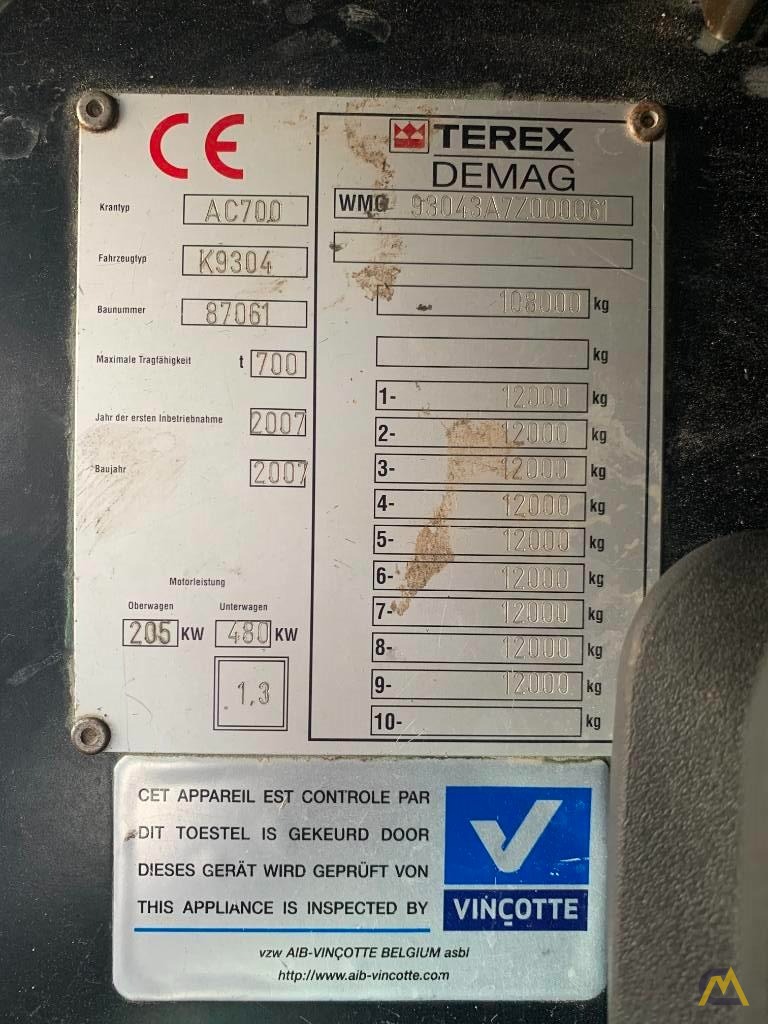 CE
Krantyp AC700
Fahrzeugtyp K9304
Baunummer 87061
Maximale Tragfähigkeit t 700
Jahr der ersten Inbetriebnahme 2007
Baujahr 2007
Motorleistung
Oberwagen Unterwagen
205 KW 480 KW
1,3
TEREX
DEMAG
WMG 93043A7Z000061
108000 kg
kg
1- 12000 kg
2- 12000 kg
3- 12000 kg
4- 12000 kg
5- 12000 kg
6- 12000 kg
7- 12000 kg
8- 12000 kg
9- 12000 kg
10- kg
CET APPAREIL EST CONTROLE PAR
DIT TOESTEL IS GEKEURD DOOR
DIESES GERÄT WIRD GEPRÜFT VON
THIS APPLIANCE IS INSPECTED BY
VINÇOTTE
vzw AIB-VINÇOTTE BELGIUM asbl
http://www.aib-vincotte.com